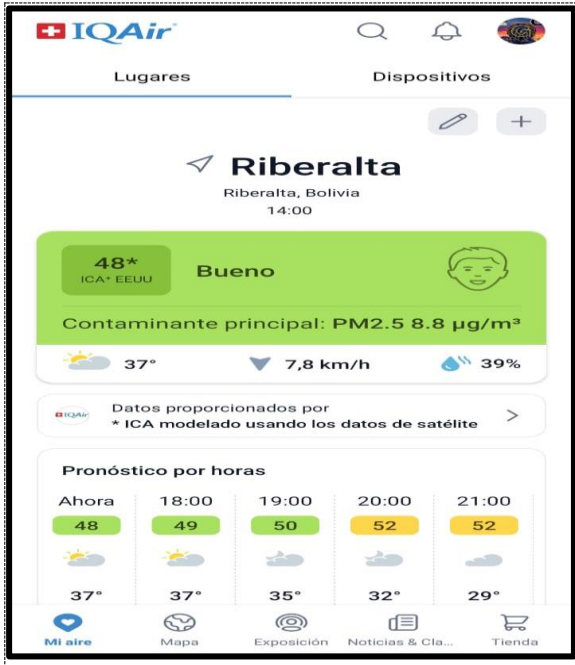 IQAir
Lugares Dispositivos
Riberalta
Riberalta, Bolivia
14:00
48*
ICA* EEUU
Bueno
Contaminante principal: PM2.5 8.8 µg/m³
37° 7,8 km/h 39%
IQAir
Datos proporcionados por
* ICA modelado usando los datos de satélite
Pronóstico por horas
Ahora 18:00 19:00 20:00 21:00
48 49 50 52 52
37° 37° 35° 32° 29°
Mi aire Mapa Exposición Noticias & Cla... Tienda